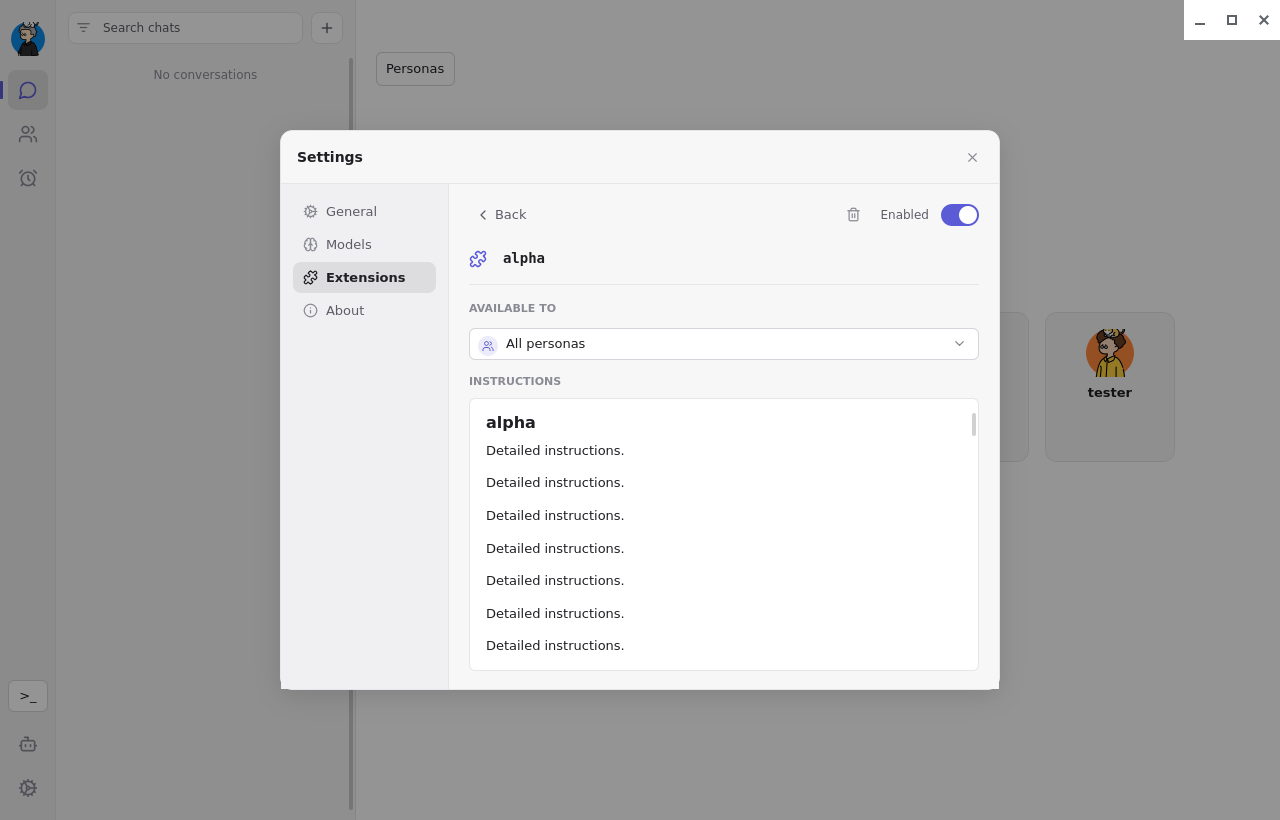 Search chats
No conversations
Personas
Settings
General
Models
Extensions
About
Back
Enabled
alpha
AVAILABLE TO
All personas
INSTRUCTIONS
alpha
Detailed instructions.
Detailed instructions.
Detailed instructions.
Detailed instructions.
Detailed instructions.
Detailed instructions.
Detailed instructions.
tester
>_